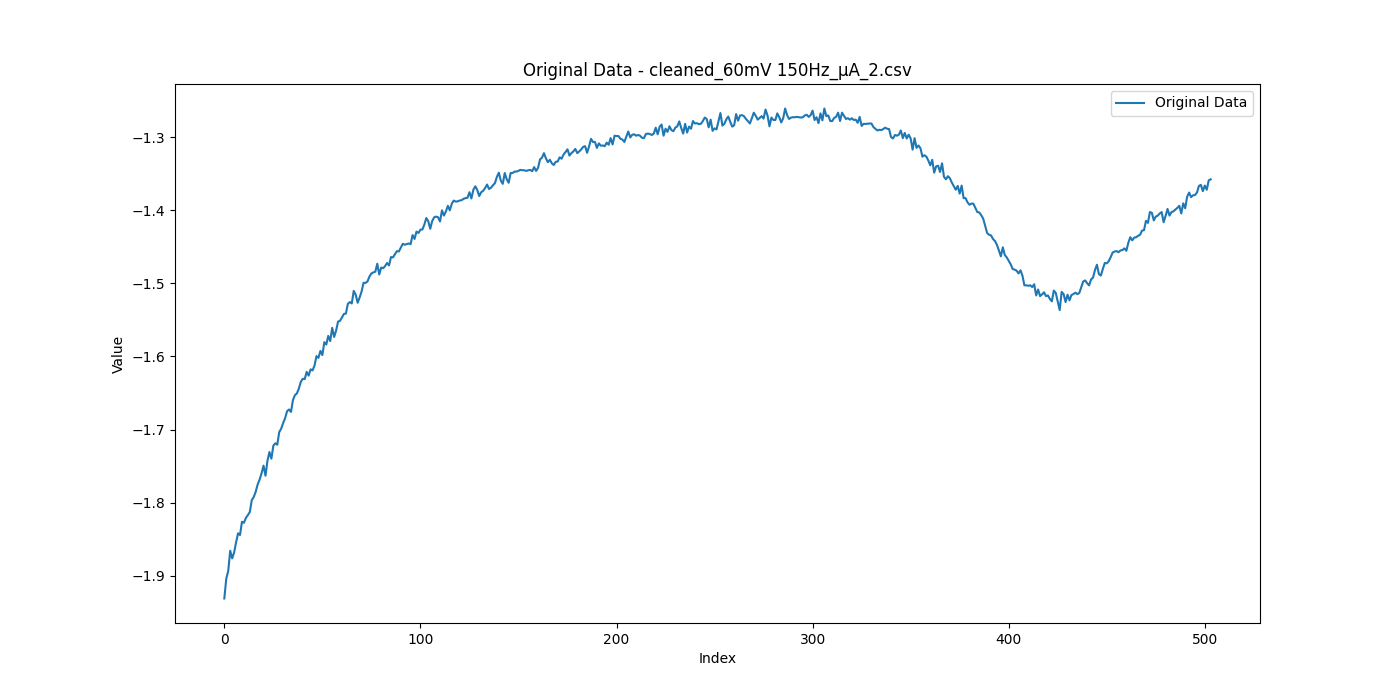 Original Data - cleaned_60mV 150Hz_μA_2.csv
Original Data
Value
−1.3
−1.4
−1.5
−1.6
−1.7
−1.8
−1.9
0 100 200 300 400 500
Index